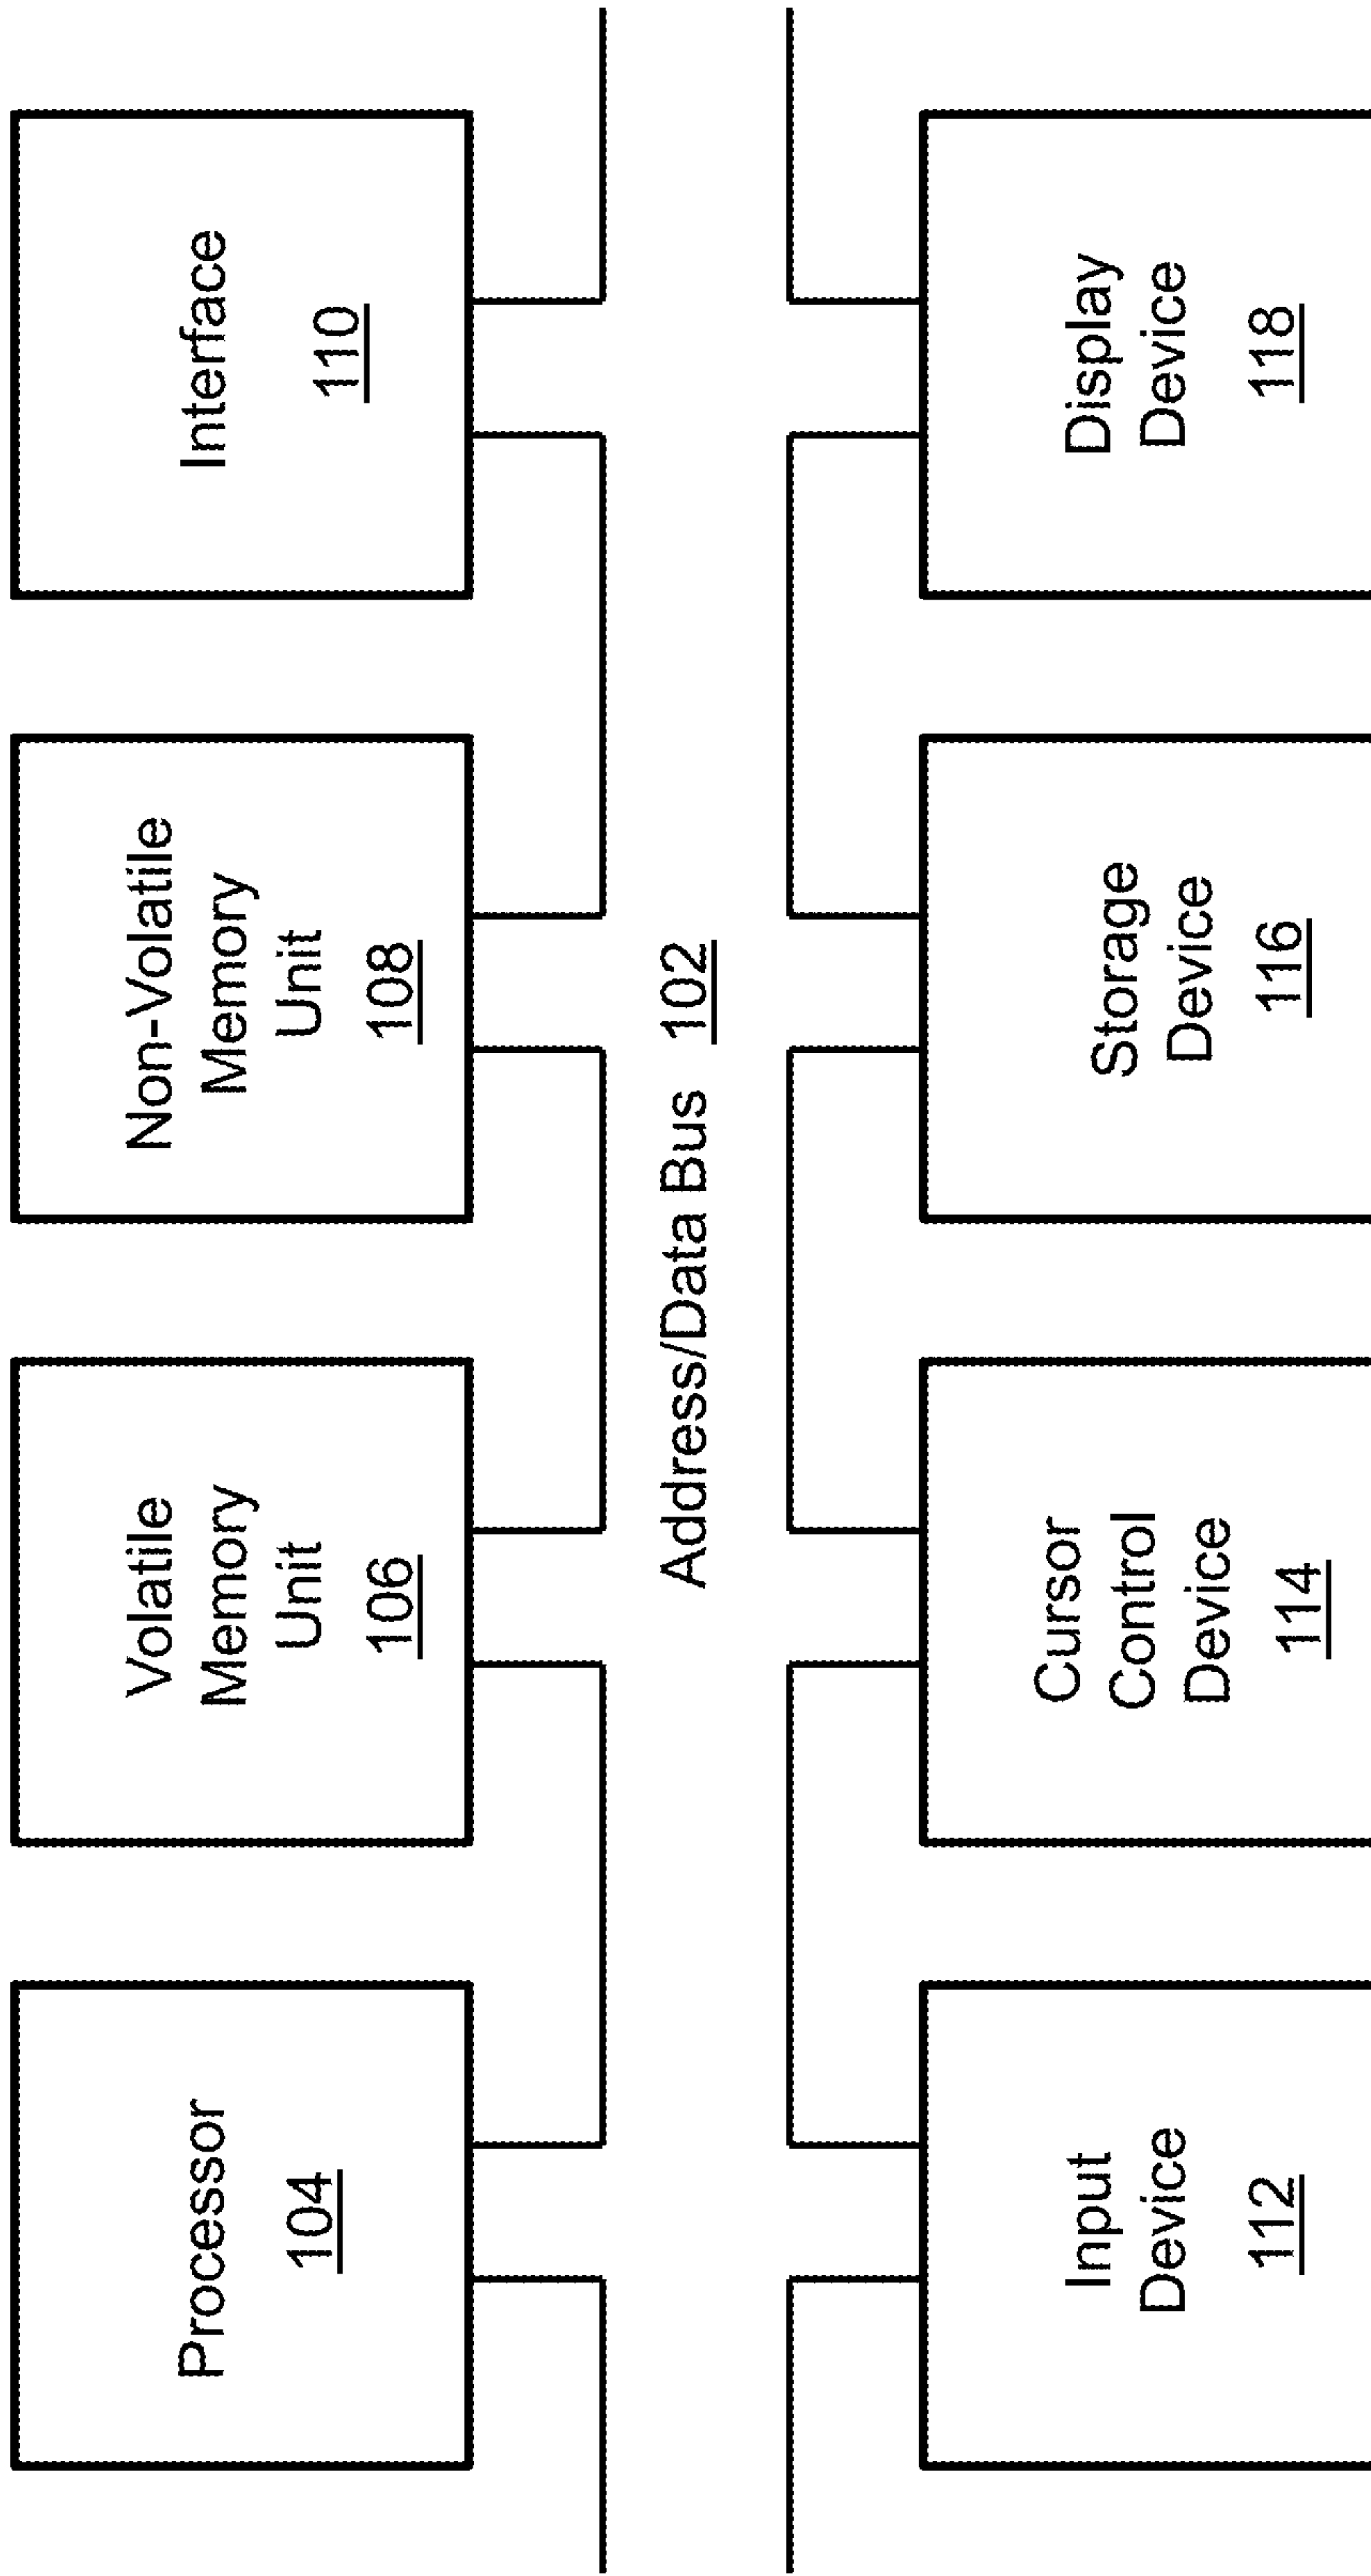 Processor
104
Volatile
Memory
Unit
106
Non-Volatile
Memory
Unit
108
Interface
110
Address/Data Bus 102
Input
Device
112
Cursor
Control
Device
114
Storage
Device
116
Display
Device
118